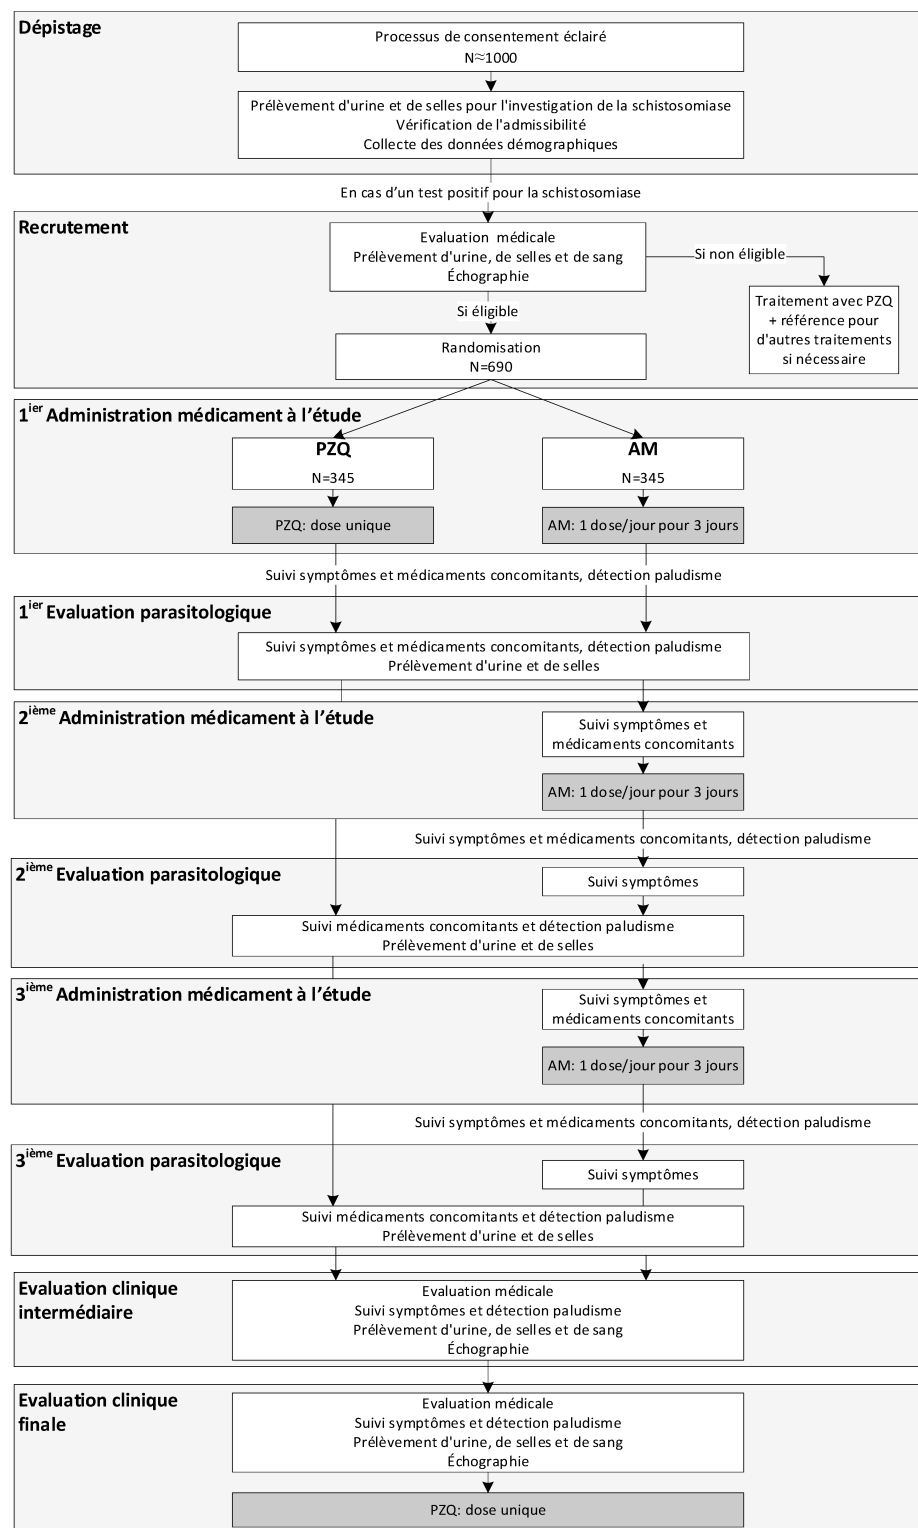 Dépistage
Processus de consentement éclairé
N≈1000
Prélèvement d'urine et de selles pour l'investigation de la schistosomiase
Vérification de l'admissibilité
Collecte des données démographiques
En cas d’un test positif pour la schistosomiase
Recrutement
Evaluation médicale
Prélèvement d'urine, de selles et de sang
Échographie
Si non éligible
Traitement avec PZQ
+ référence pour
d'autres traitements
si nécessaire
Si éligible
Randomisation
N=690
1ier Administration médicament à l’étude
PZQ
N=345
AM
N=345
PZQ: dose unique
AM: 1 dose/jour pour 3 jours
Suivi symptômes et médicaments concomitants, détection paludisme
1ier Evaluation parasitologique
Suivi symptômes et médicaments concomitants, détection paludisme
Prélèvement d'urine et de selles
2ième Administration médicament à l’étude
Suivi symptômes et
médicaments concomitants
AM: 1 dose/jour pour 3 jours
Suivi symptômes et médicaments concomitants, détection paludisme
2ième Evaluation parasitologique
Suivi symptômes
Suivi médicaments concomitants et détection paludisme
Prélèvement d'urine et de selles
3ième Administration médicament à l’étude
Suivi symptômes et
médicaments concomitants
AM: 1 dose/jour pour 3 jours
Suivi symptômes et médicaments concomitants, détection paludisme
3ième Evaluation parasitologique
Suivi symptômes
Suivi médicaments concomitants et détection paludisme
Prélèvement d'urine et de selles
Evaluation clinique
intermédiaire
Evaluation médicale
Suivi symptômes et détection paludisme
Prélèvement d'urine, de selles et de sang
Échographie
Evaluation clinique
finale
Evaluation médicale
Suivi symptômes et détection paludisme
Prélèvement d'urine, de selles et de sang
Échographie
PZQ: dose unique